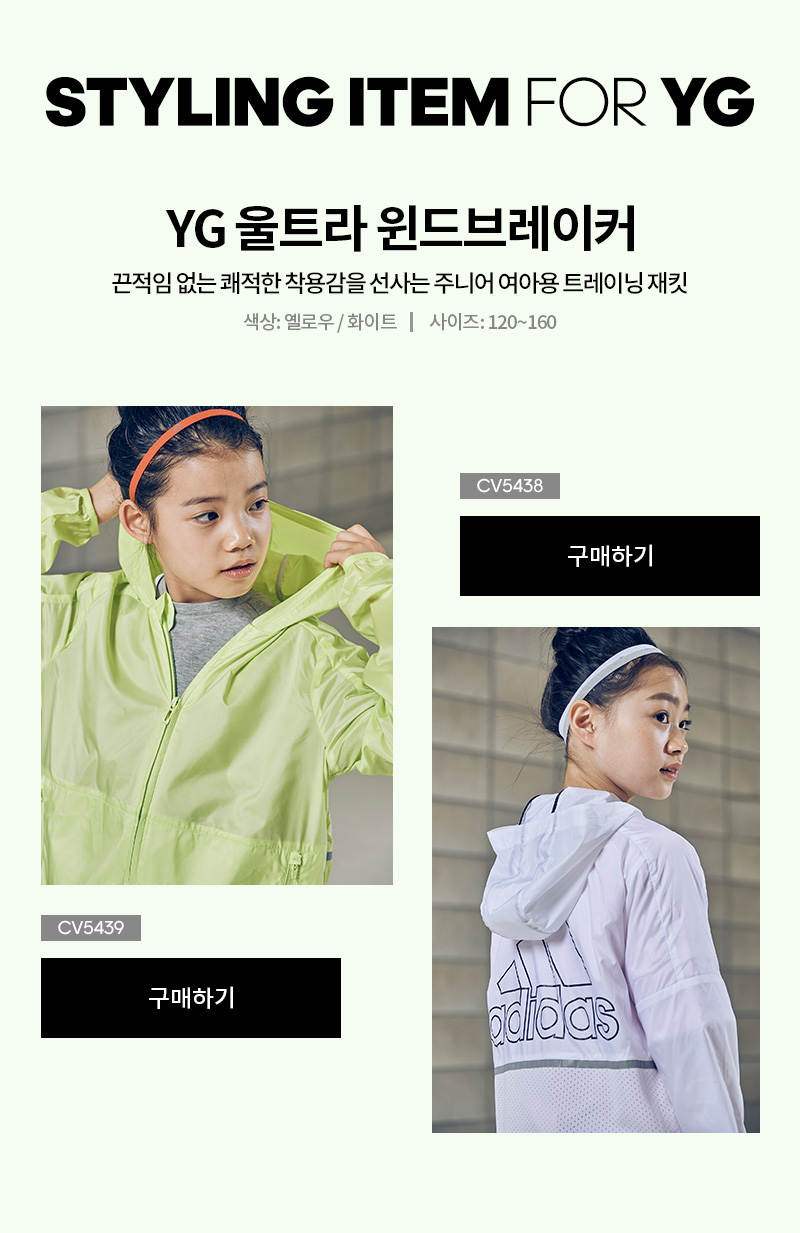 STYLING ITEM FOR YG
YG 울트라 윈드브레이커
끈적임 없는 쾌적한 착용감을 선사는 주니어 여아용 트레이닝 재킷
색상: 옐로우 / 화이트 | 사이즈: 120~160
CV5438
구매하기
adidas
CV5439
구매하기